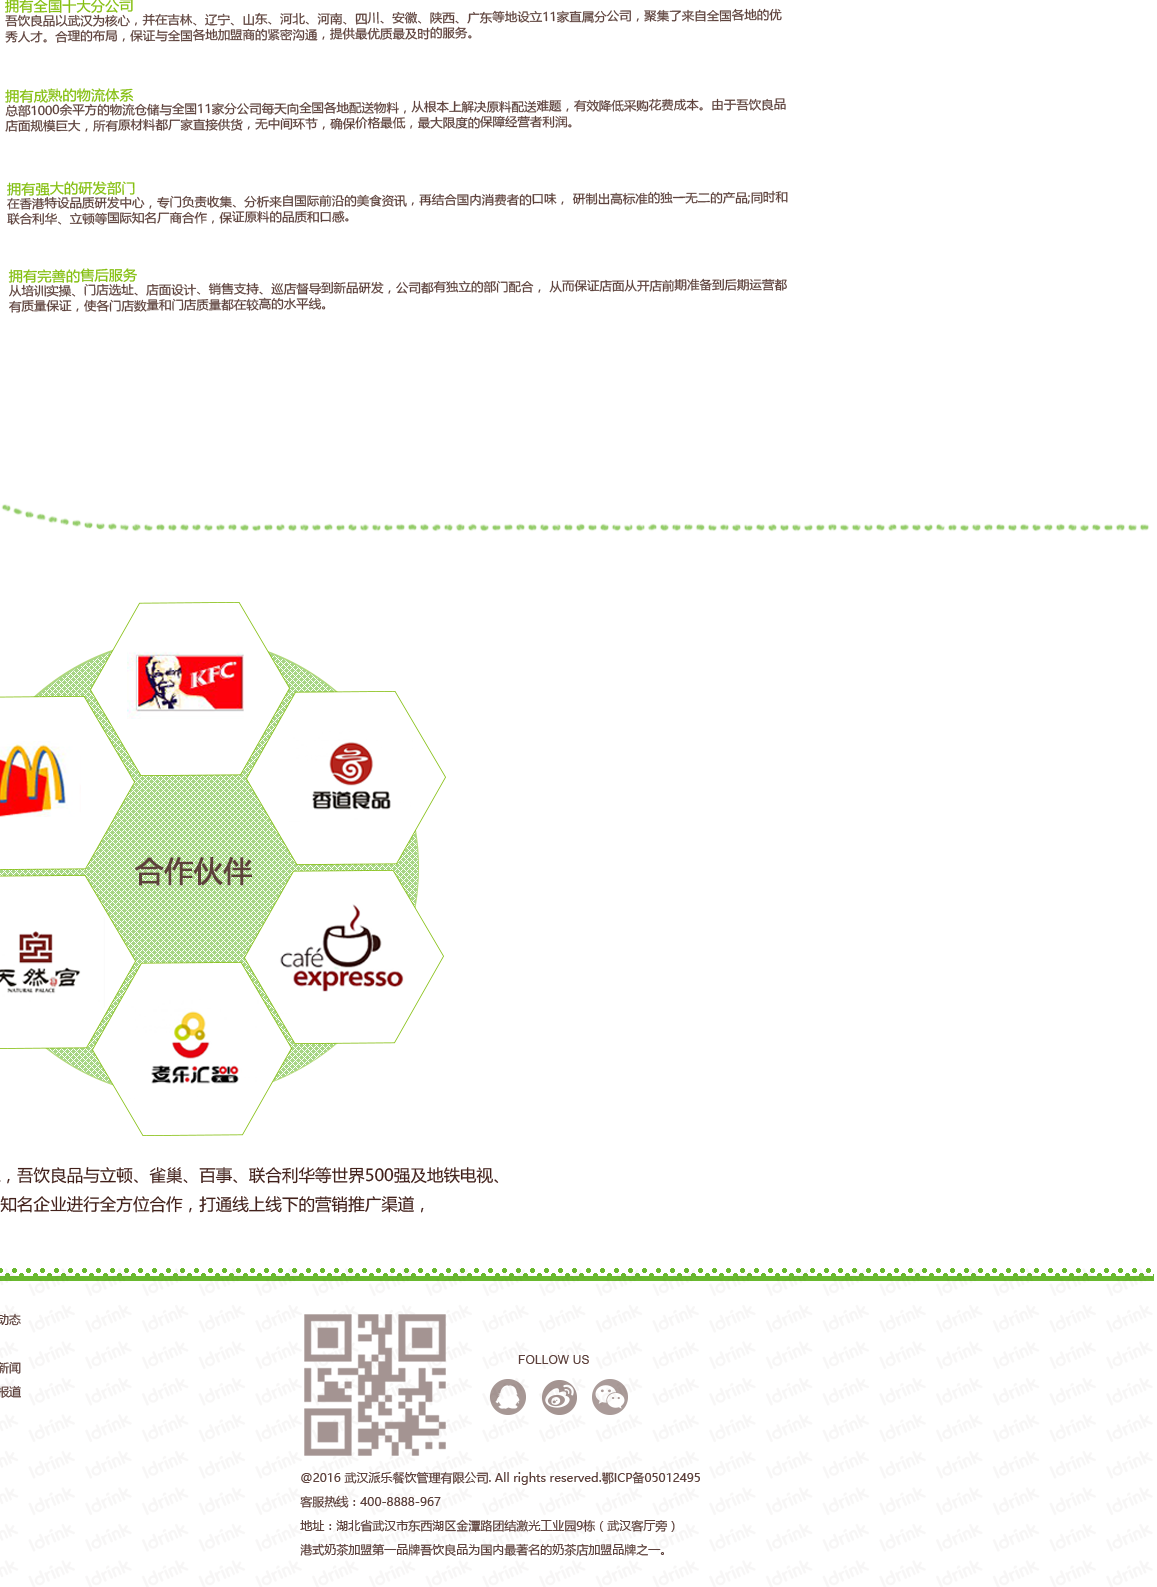 拥有全国十大分公司
吾饮良品以武汉为核心，并在吉林、辽宁、山东、河北、河南、四川、安徽、陕西、广东等地设立11家直属分公司，聚集了来自全国各地的优
秀人才。合理的布局，保证与全国各地加盟商的紧密沟通，提供最优质最及时的服务。
拥有成熟的物流体系
总部1000余平方的物流仓储与全国11家分公司每天向全国各地配送物料，从根本上解决原料配送难题，有效降低采购花费成本。由于吾饮良品
店面规模巨大，所有原材料都厂家直接供货，无中间环节，确保价格最低，最大限度的保障经营者利润。
拥有强大的研发部门
在香港特设品质研发中心，专门负责收集、分析来自国际前沿的美食资讯，再结合国内消费者的口味， 研制出高标准的独一无二的产品;同时和
联合利华、立顿等国际知名厂商合作，保证原料的品质和口感。
拥有完善的售后服务
从培训实操、门店选址、店面设计、销售支持、巡店督导到新品研发，公司都有独立的部门配合， 从而保证店面从开店前期准备到后期运营都
有质量保证，使各门店数量和门店质量都在较高的水平线。
KFC
香道食品
合作伙伴
café
expresso
天然宫
NATURAL PALACE
麦乐汇
，吾饮良品与立顿、雀巢、百事、联合利华等世界500强及地铁电视、
知名企业进行全方位合作，打通线上线下的营销推广渠道，
动态
新闻
报道
FOLLOW US
@2016 武汉派乐餐饮管理有限公司. All rights reserved.鄂ICP备05012495
客服热线：400-8888-967
地址：湖北省武汉市东西湖区金潭路团结激光工业园9栋（武汉客厅旁）
港式奶茶加盟第一品牌吾饮良品为国内最著名的奶茶店加盟品牌之一。
Idrink